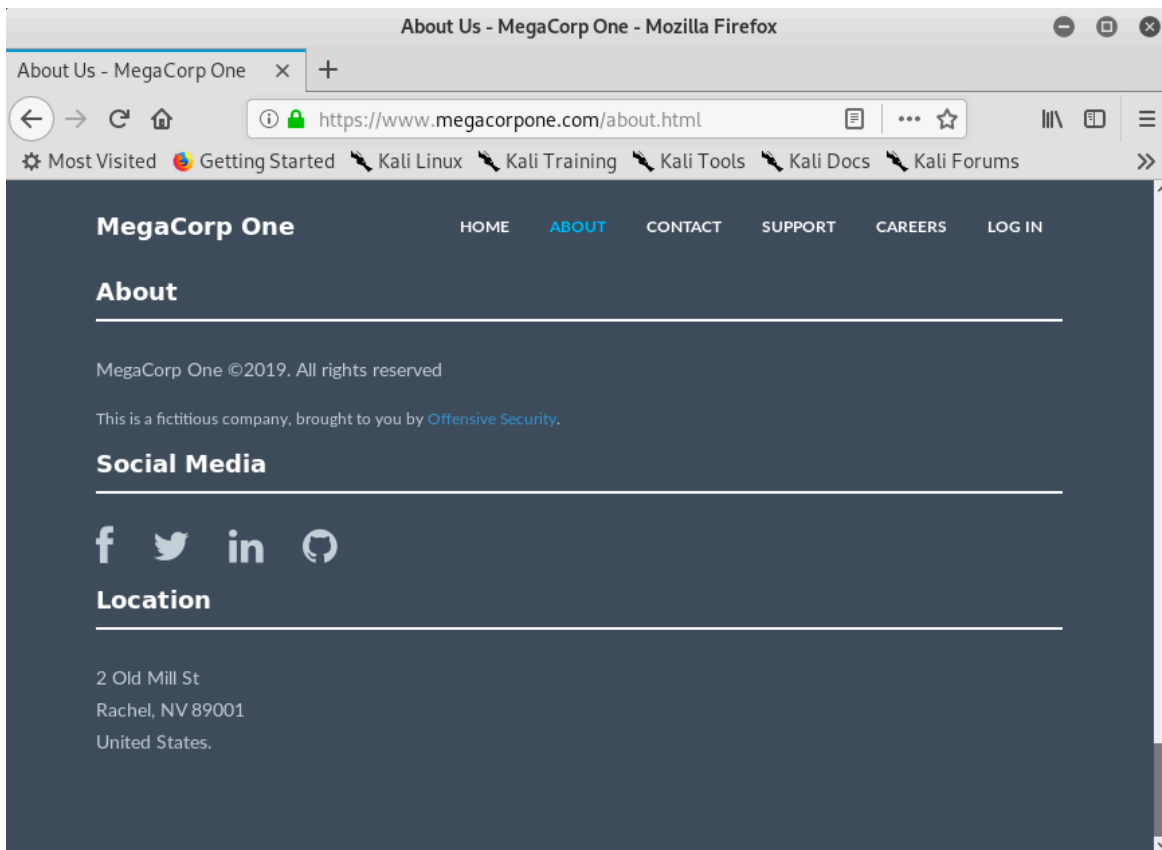 About Us - MegaCorp One - Mozilla Firefox
About Us - MegaCorp One
https://www.megacorpone.com/about.html
Most Visited Getting Started Kali Linux Kali Training Kali Tools Kali Docs Kali Forums
MegaCorp One HOME ABOUT CONTACT SUPPORT CAREERS LOG IN
About
MegaCorp One ©2019. All rights reserved
This is a fictitious company, brought to you by Offensive Security.
Social Media
Location
2 Old Mill St
Rachel, NV 89001
United States.